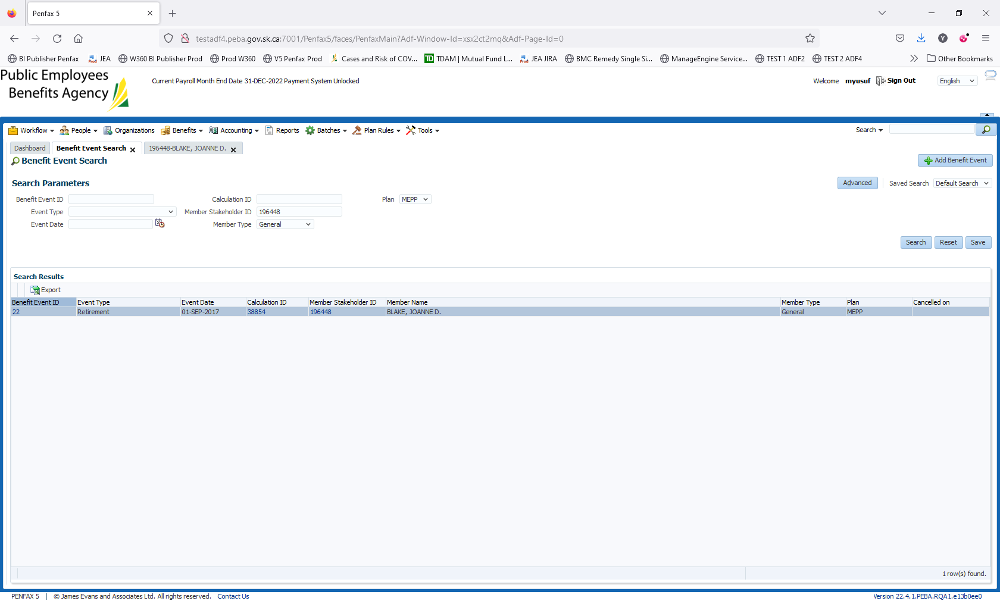 Penfax 5
testadf4.peba.gov.sk.ca:7001/Penfax5/faces/PenfaxMain?Adf-Window-Id=xsx2ct2mq&Adf-Page-Id=0
Y
BI Publisher Penfax JEA W360 BI Publisher Prod Prod W360 V5 Penfax Prod Cases and Risk of COV... TD TDAM | Mutual Fund L... JEA JIRA BMC Remedy Single Si... ManageEngine Service... TEST 1 ADF2 TEST 2 ADF4 Other Bookmarks
Public Employees
Benefits Agency
Current Payroll Month End Date 31-DEC-2022 Payment System Unlocked
Welcome myusuf Sign Out English
Workflow People Organizations Benefits Accounting Reports Batches Plan Rules Tools Search
Dashboard Benefit Event Search 196448-BLAKE, JOANNE D.
Benefit Event Search Add Benefit Event
Search Parameters Advanced Saved Search Default Search
Benefit Event ID Calculation ID Plan MEPP
Event Type Member Stakeholder ID 196448
Event Date Member Type General
Search Reset Save
Search Results
Export
Benefit Event ID Event Type Event Date Calculation ID Member Stakeholder ID Member Name Member Type Plan Cancelled on
22 Retirement 01-SEP-2017 38854 196448 BLAKE, JOANNE D. General MEPP
1 row(s) found.
PENFAX 5 | © James Evans and Associates Ltd. All rights reserved. Contact Us Version 22.4.1.PEBA.RQA1.e13b0ee0